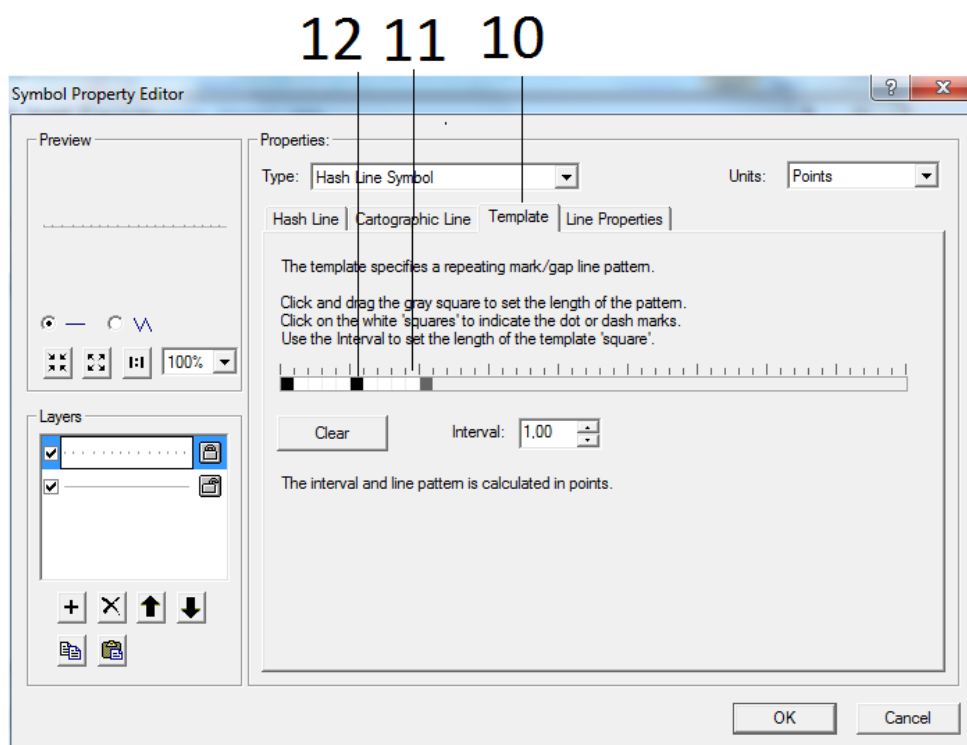 12 11 10
Symbol Property Editor
?
Preview
100%
Layers
Properties:
Type: Hash Line Symbol Units: Points
Hash Line Cartographic Line Template Line Properties
The template specifies a repeating mark/gap line pattern.
Click and drag the gray square to set the length of the pattern.
Click on the white 'squares' to indicate the dot or dash marks.
Use the Interval to set the length of the template 'square'.
Clear Interval: 1,00
The interval and line pattern is calculated in points.
OK Cancel